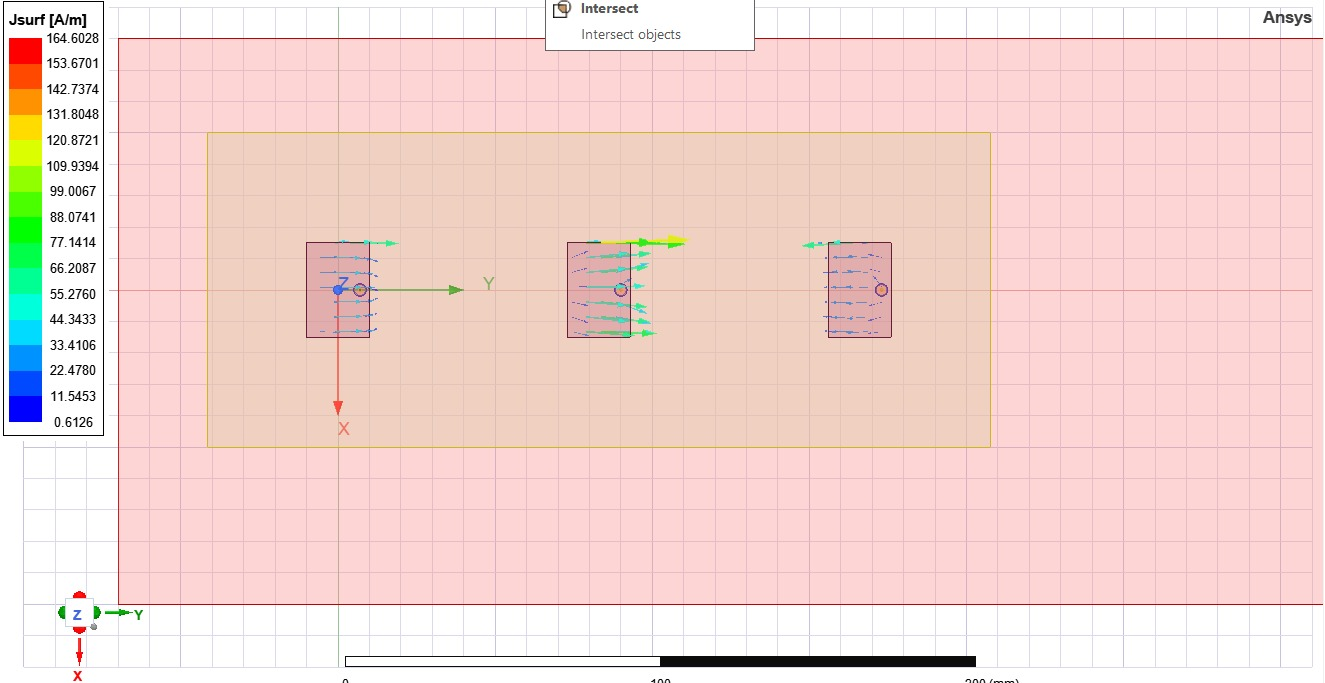 Jsurf [A/m]
164.6028
153.6701
142.7374
131.8048
120.8721
109.9394
99.0067
88.0741
77.1414
66.2087
55.2760
44.3433
33.4106
22.4780
11.5453
0.6126
Intersect
Intersect objects
Ansys
Z
Y
X
Z
Y
X
0
100
200 (mm)